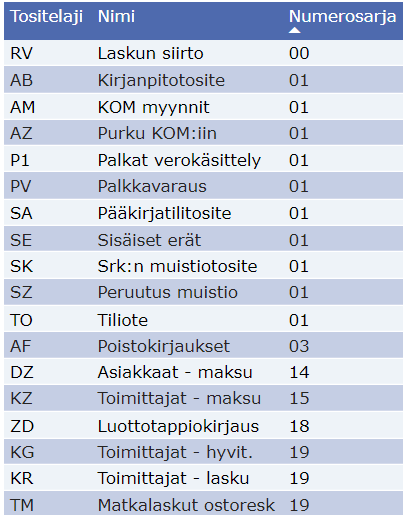 Tositelaji Nimi Numerosarja
RV Laskun siirto 00
AB Kirjanpitotosite 01
AM KOM myynnit 01
AZ Purku KOM:iin 01
P1 Palkat verokäsittely 01
PV Palkkavaraus 01
SA Pääkirjatilitosite 01
SE Sisäiset erät 01
SK Srk:n muistiotosite 01
SZ Peruutus muistio 01
TO Tiliote 01
AF Poistokirjaukset 03
DZ Asiakkaat - maksu 14
KZ Toimittajat - maksu 15
ZD Luottotappiokirjaus 18
KG Toimittajat - hyvit. 19
KR Toimittajat - lasku 19
TM Matkalaskut ostoresk 19